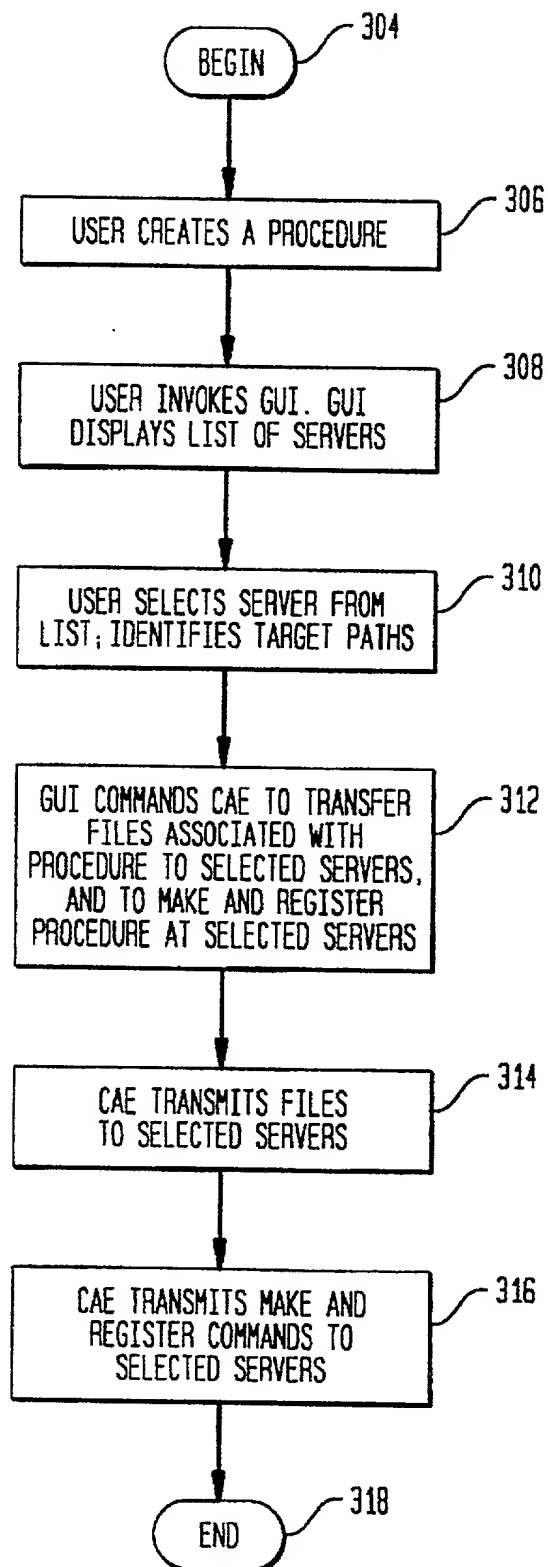 304
BEGIN
306
USER CREATES A PROCEDURE
308
USER INVOKES GUI. GUI
DISPLAYS LIST OF SERVERS
310
USER SELECTS SERVER FROM
LIST; IDENTIFIES TARGET PATHS
312
GUI COMMANDS CAE TO TRANSFER
FILES ASSOCIATED WITH
PROCEDURE TO SELECTED SERVERS,
AND TO MAKE AND REGISTER
PROCEDURE AT SELECTED SERVERS
314
CAE TRANSMITS FILES
TO SELECTED SERVERS
316
CAE TRANSMITS MAKE AND
REGISTER COMMANDS TO
SELECTED SERVERS
318
END